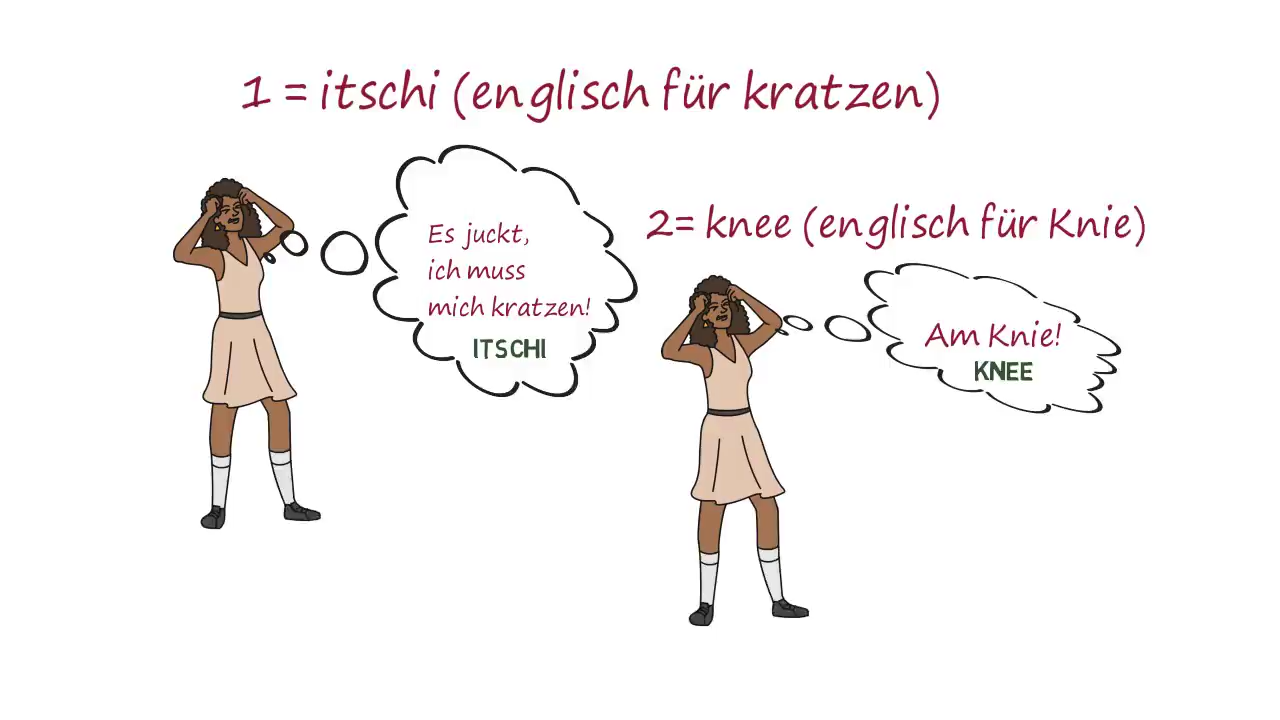 1 = itschi (englisch für kratzen)
Es juckt,
ich muss
mich kratzen!
ITSCHI
2= knee (englisch für Knie)
Am Knie!
KNEE